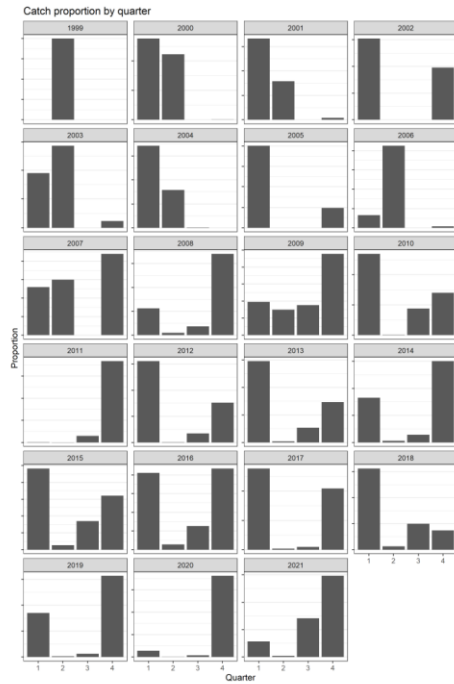 Catch proportion by quarter
1999 2000 2001 2002
2003 2004 2005 2006
2007 2008 2009 2010
2011 2012 2013 2014
2015 2016 2017 2018
1 2 3 4
2019 2020 2021
1 2 3 4 1 2 3 4 1 2 3 4
Proportion
Quarter